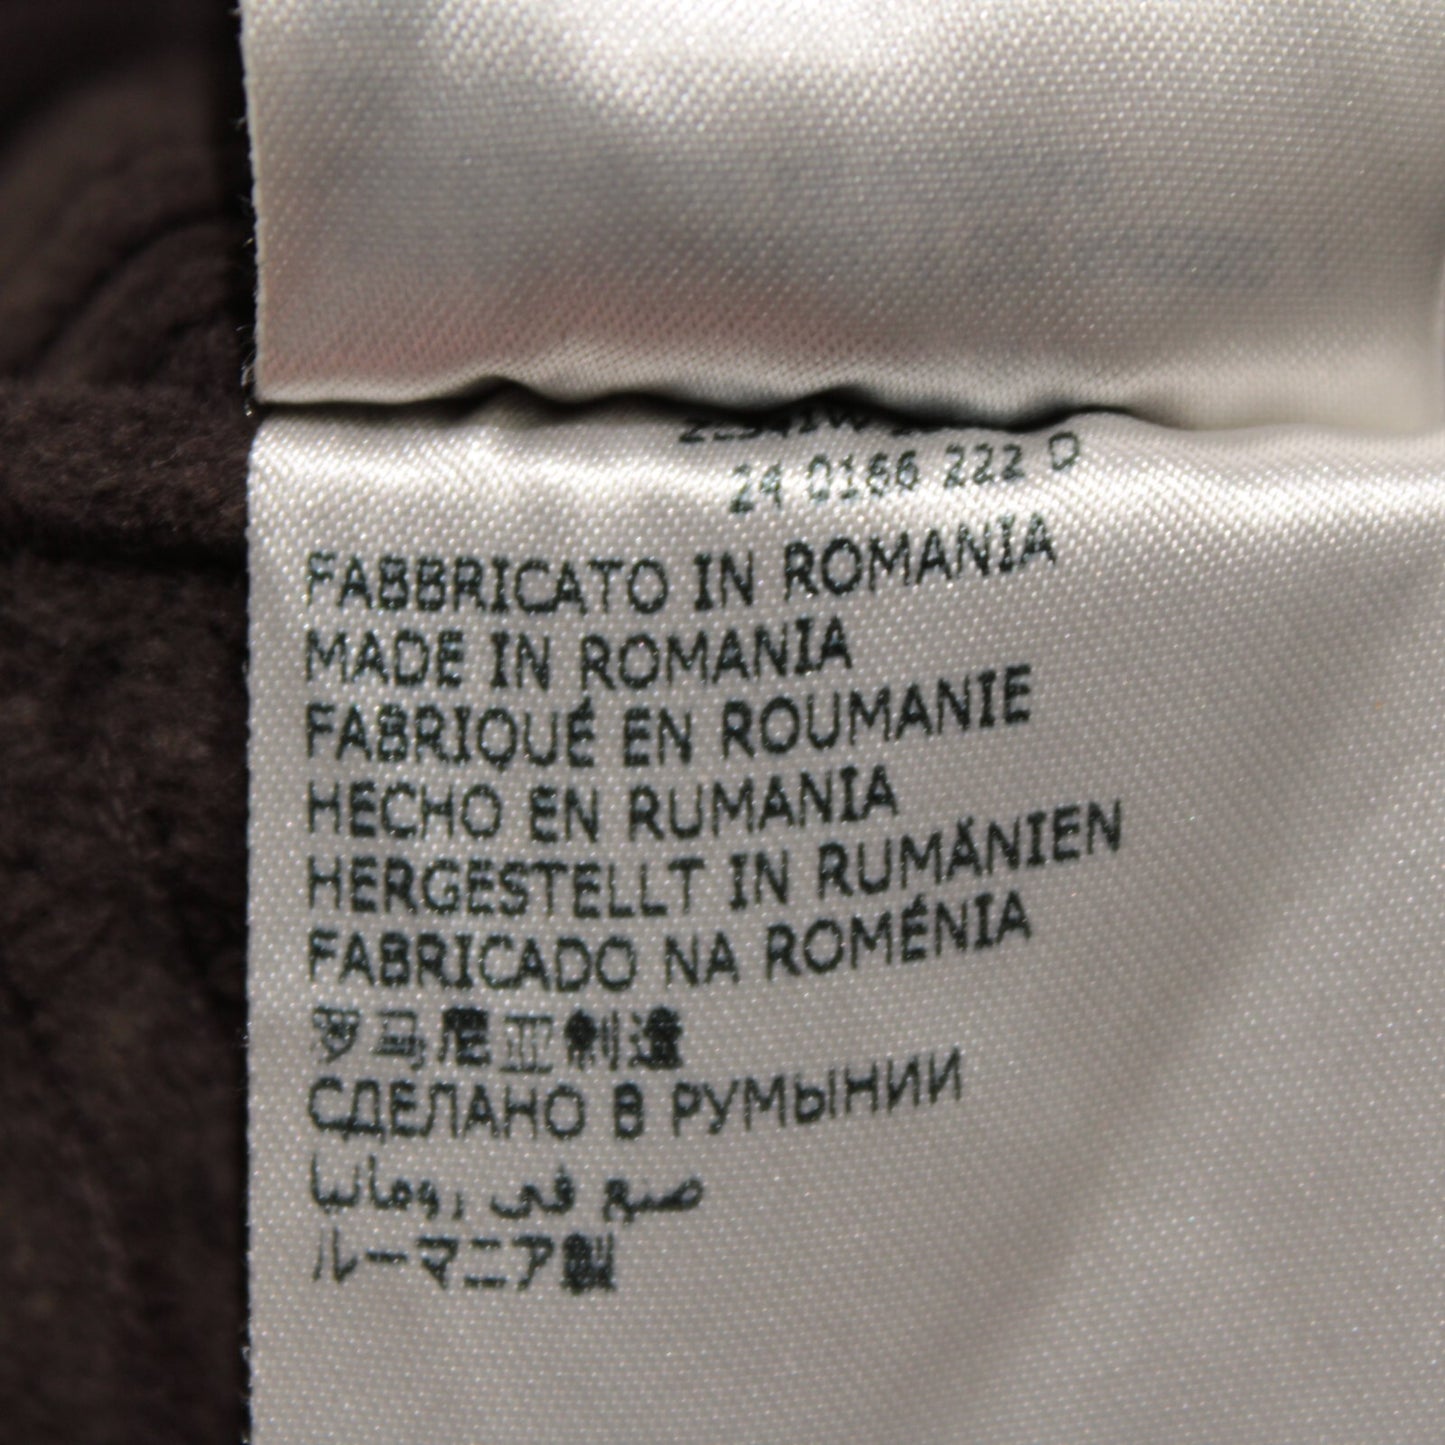 24 0166 222 D
FABBRICATO IN ROMANIA
MADE IN ROMANIA
FABRIQUÉ EN ROUMANIE
HECHO EN RUMANIA
HERGESTELLT IN RUMÄNIEN
FABRICADO NA ROMÉNIA
罗马尼亚制造
СДЕЛАНО В РУМЫНИИ
صنع في رومانيا
ルーマニア製